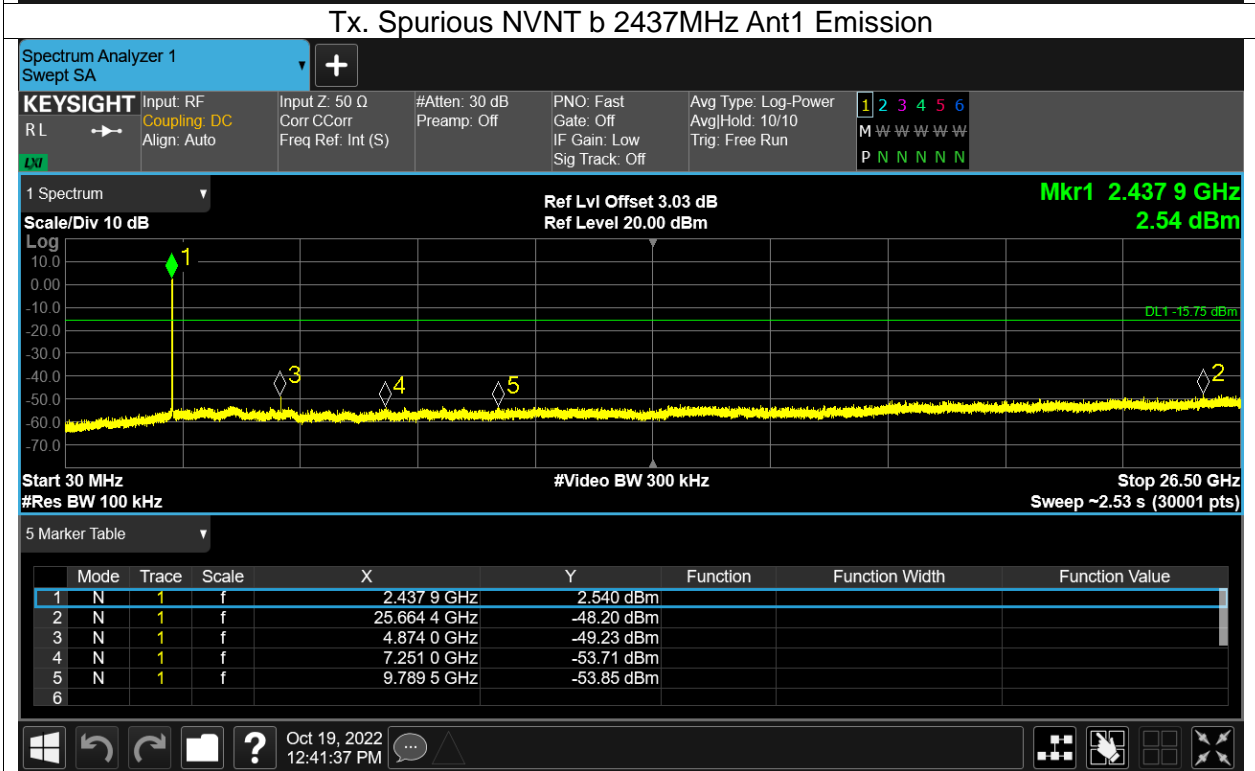 Tx. Spurious NVNT b 2437MHz Ant1 Emission
Spectrum Analyzer 1
Swept SA
KEYSIGHT Input: RF Input Z: 50 Ω #Atten: 30 dB PNO: Fast Avg Type: Log-Power 1 2 3 4 5 6
R L Coupling: DC Corr CCorr Preamp: Off Gate: Off Avg|Hold: 10/10 M W W W W W
Align: Auto Freq Ref: Int (S) IF Gain: Low Trig: Free Run
LXI Sig Track: Off P N N N N N
1 Spectrum Ref Lvl Offset 3.03 dB Mkr1 2.437 9 GHz
Scale/Div 10 dB Ref Level 20.00 dBm 2.54 dBm
Log
10.0 1
0.00
-10.0 DL1 -15.75 dBm
-20.0
-30.0
-40.0 3 4 5 2
-50.0
-60.0
-70.0
Start 30 MHz #Video BW 300 kHz Stop 26.50 GHz
#Res BW 100 kHz Sweep ~2.53 s (30001 pts)
5 Marker Table
Mode Trace Scale X Y Function Function Width Function Value
1 N 1 f 2.437 9 GHz 2.540 dBm
2 N 1 f 25.664 4 GHz -48.20 dBm
3 N 1 f 4.874 0 GHz -49.23 dBm
4 N 1 f 7.251 0 GHz -53.71 dBm
5 N 1 f 9.789 5 GHz -53.85 dBm
6
? Oct 19, 2022
12:41:37 PM